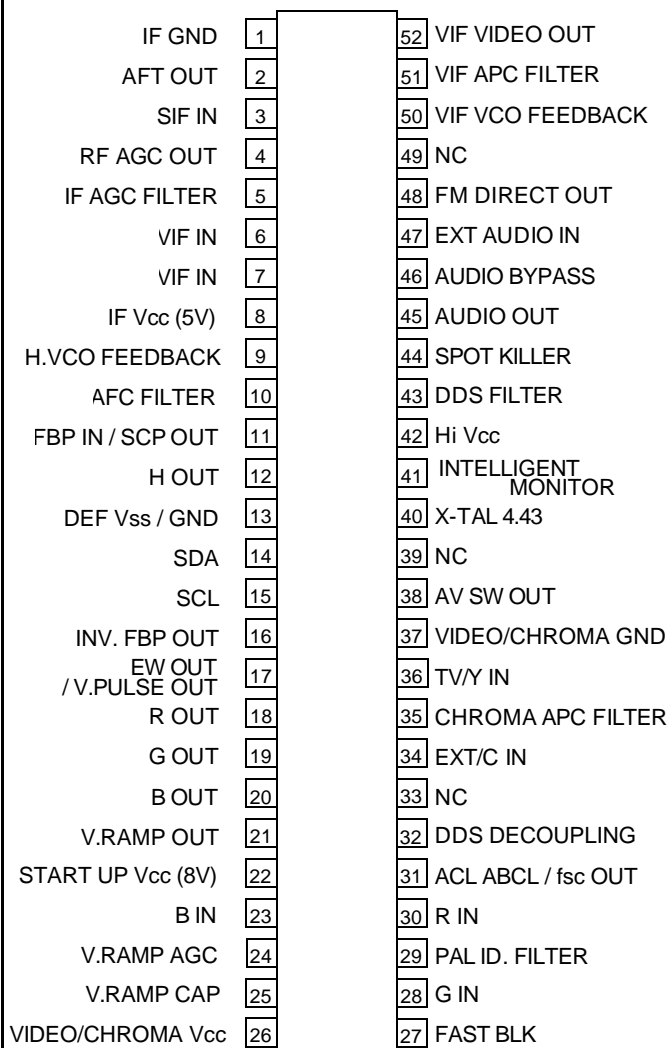 IF GND 1
AFT OUT 2
SIF IN 3
RF AGC OUT 4
IF AGC FILTER 5
VIF IN 6
VIF IN 7
IF Vcc (5V) 8
H.VCO FEEDBACK 9
AFC FILTER 10
FBP IN / SCP OUT 11
H OUT 12
DEF Vss / GND 13
SDA 14
SCL 15
INV. FBP OUT 16
EW OUT
/ V.PULSE OUT 17
R OUT 18
G OUT 19
B OUT 20
V.RAMP OUT 21
START UP Vcc (8V) 22
B IN 23
V.RAMP AGC 24
V.RAMP CAP 25
VIDEO/CHROMA Vcc 26
52 VIF VIDEO OUT
51 VIF APC FILTER
50 VIF VCO FEEDBACK
49 NC
48 FM DIRECT OUT
47 EXT AUDIO IN
46 AUDIO BYPASS
45 AUDIO OUT
44 SPOT KILLER
43 DDS FILTER
42 Hi Vcc
41 INTELLIGENT
MONITOR
40 X-TAL 4.43
39 NC
38 AV SW OUT
37 VIDEO/CHROMA GND
36 TV/Y IN
35 CHROMA APC FILTER
34 EXT/C IN
33 NC
32 DDS DECOUPLING
31 ACL ABCL / fsc OUT
30 R IN
29 PAL ID. FILTER
28 G IN
27 FAST BLK